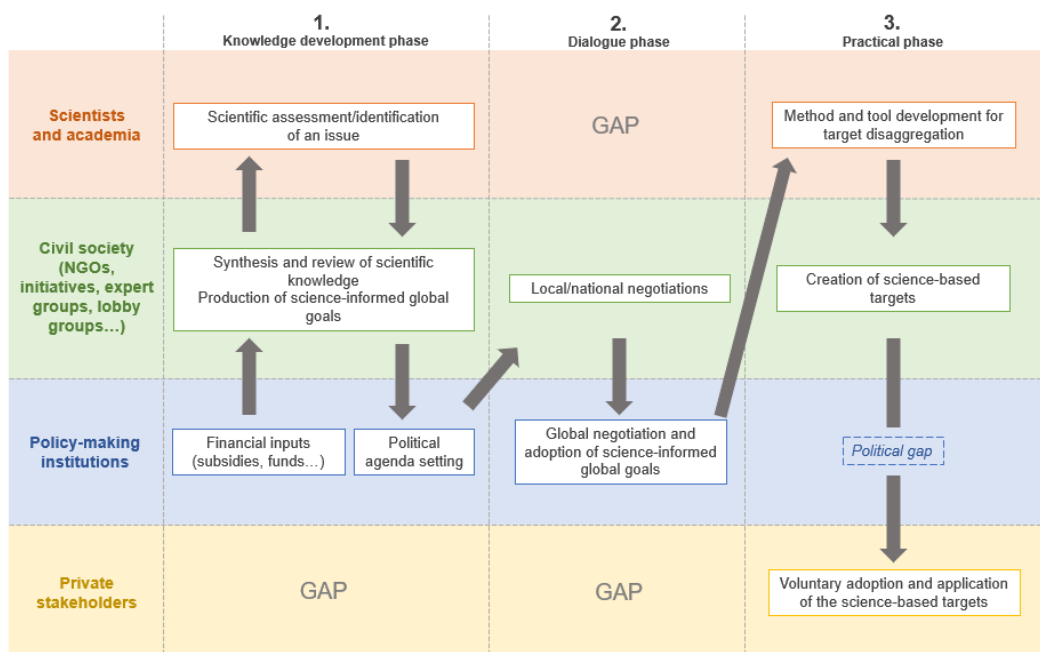 1.
Knowledge development phase
2.
Dialogue phase
3.
Practical phase
Scientists
and academia
Scientific assessment/identification
of an issue
GAP
Method and tool development for
target disaggregation
Civil society
(NGOs,
initiatives, expert
groups, lobby
groups…)
Synthesis and review of scientific
knowledge
Production of science-informed global
goals
Local/national negotiations
Creation of science-based
targets
Policy-making
institutions
Financial inputs
(subsidies, funds…)
Political
agenda setting
Global negotiation and
adoption of science-informed
global goals
Political gap
Private
stakeholders
GAP
GAP
Voluntary adoption and application
of the science-based targets